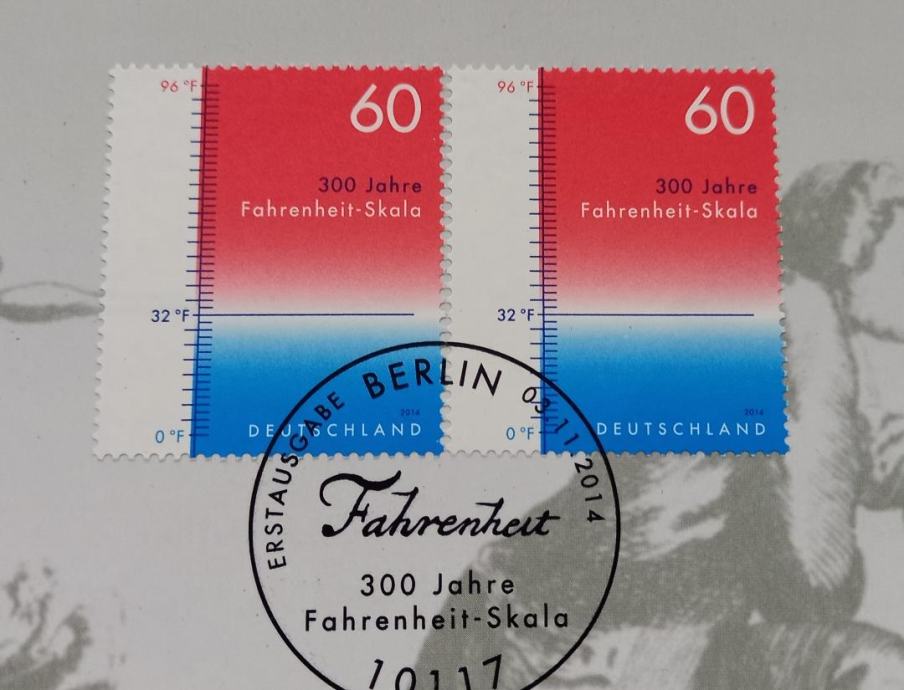 96 °F
60
300 Jahre
Fahrenheit-Skala
32 °F
2014
0 °F
DEUTSCHLAND
96 °F
60
300 Jahre
Fahrenheit-Skala
32 °F
2014
0 °F
DEUTSCHLAND
ERSTAUSGABE BERLIN 03.11.2014
Fahrenheit
300 Jahre
Fahrenheit-Skala
10117